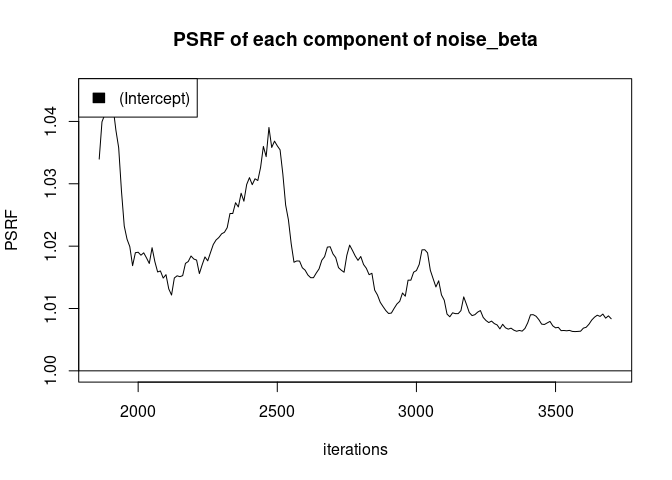 PSRF of each component of noise_beta
(Intercept)
PSRF
1.04
1.03
1.02
1.01
1.00
2000 2500 3000 3500
iterations